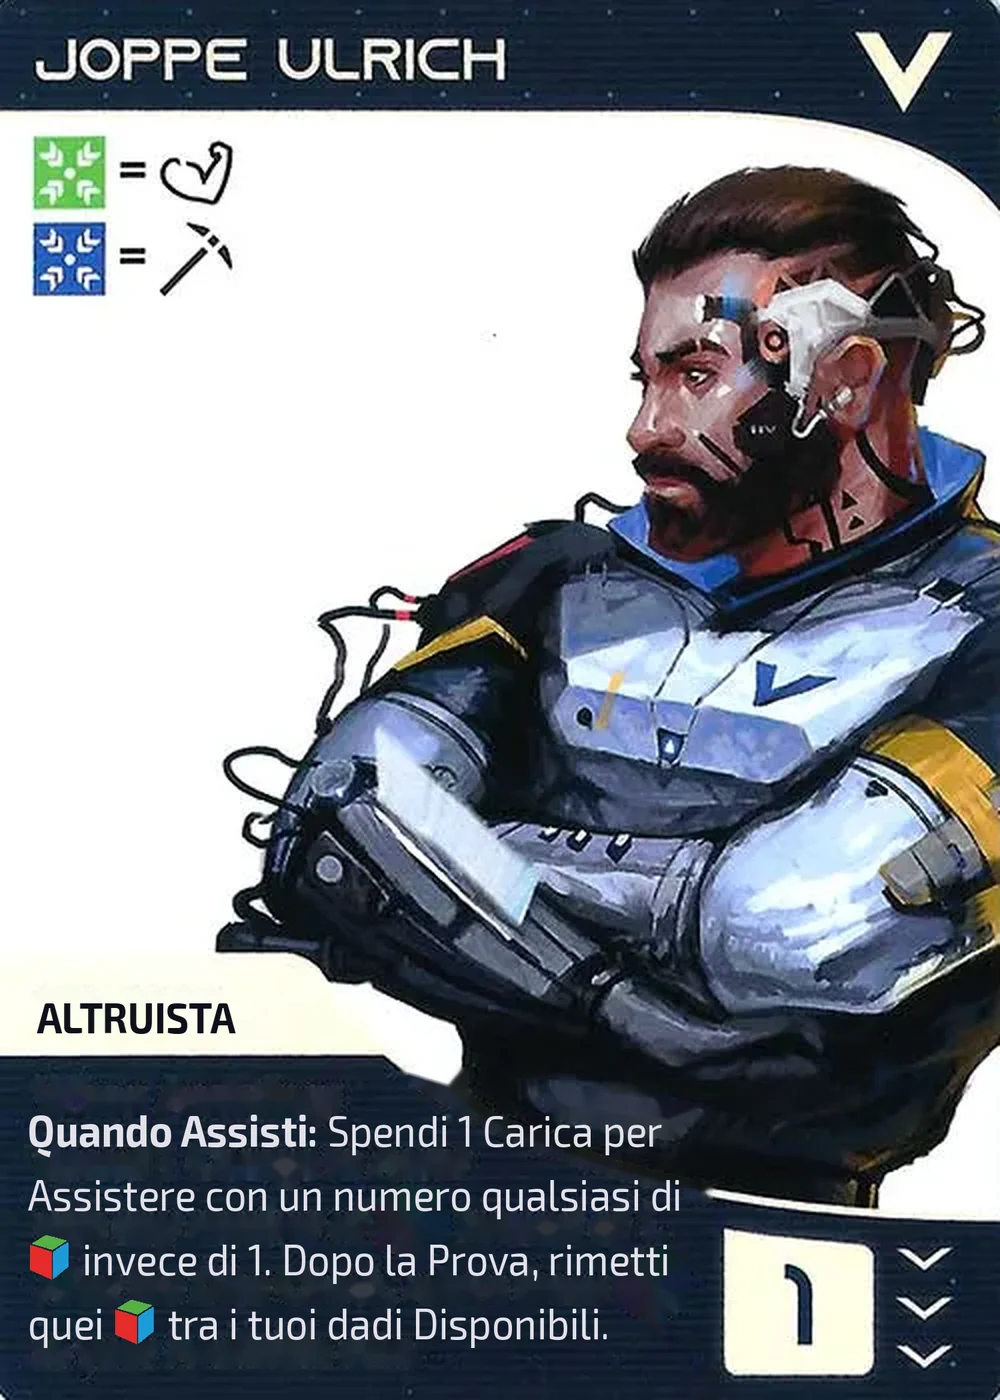 JOPPE ULRICH
=
=
ALTRUISTA
Quando Assisti: Spendi 1 Carica per
Assistere con un numero qualsiasi di
invece di 1. Dopo la Prova, rimetti
quei tra i tuoi dadi Disponibili.
1